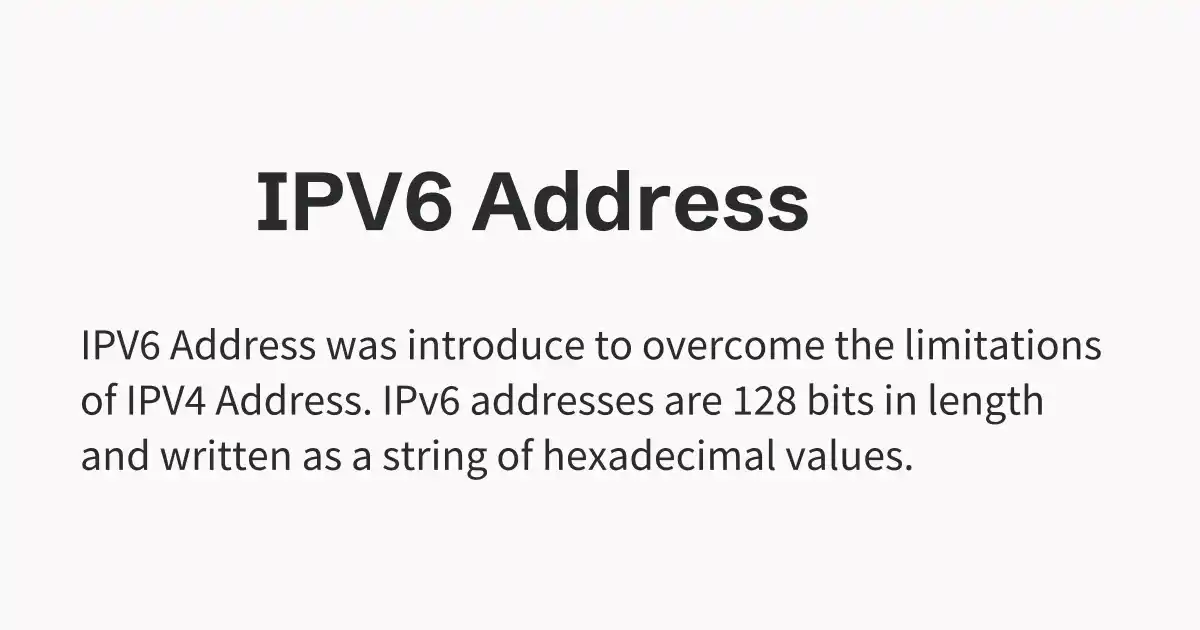 IPV6 Address
IPV6 Address was introduce to overcome the limitations
of IPV4 Address. IPv6 addresses are 128 bits in length
and written as a string of hexadecimal values.